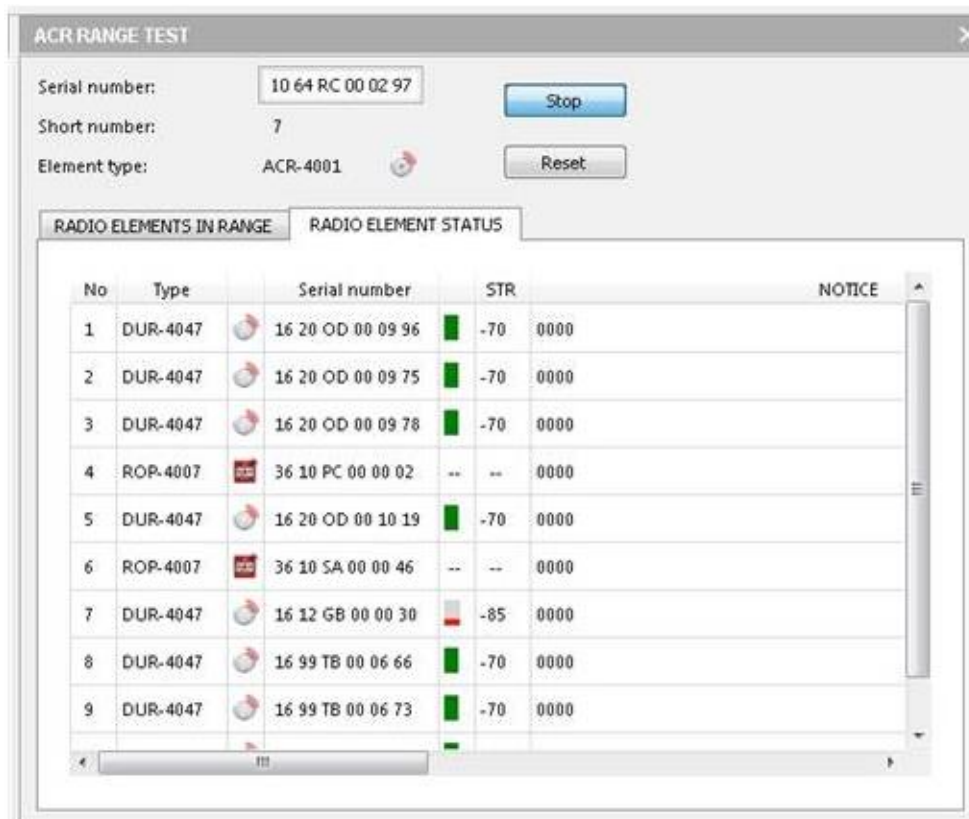 ACR RANGE TEST
Serial number: 10 64 RC 00 02 97 Stop
Short number: 7
Element type: ACR-4001 Reset
RADIO ELEMENTS IN RANGE RADIO ELEMENT STATUS
No Type Serial number STR NOTICE
1 DUR-4047 16 20 OD 00 09 96 -70 0000
2 DUR-4047 16 20 OD 00 09 75 -70 0000
3 DUR-4047 16 20 OD 00 09 78 -70 0000
4 ROP-4007 36 10 PC 00 00 02 -- -- 0000
5 DUR-4047 16 20 OD 00 10 19 -70 0000
6 ROP-4007 36 10 SA 00 00 46 -- -- 0000
7 DUR-4047 16 12 GB 00 00 30 -85 0000
8 DUR-4047 16 99 TB 00 06 66 -70 0000
9 DUR-4047 16 99 TB 00 06 73 -70 0000